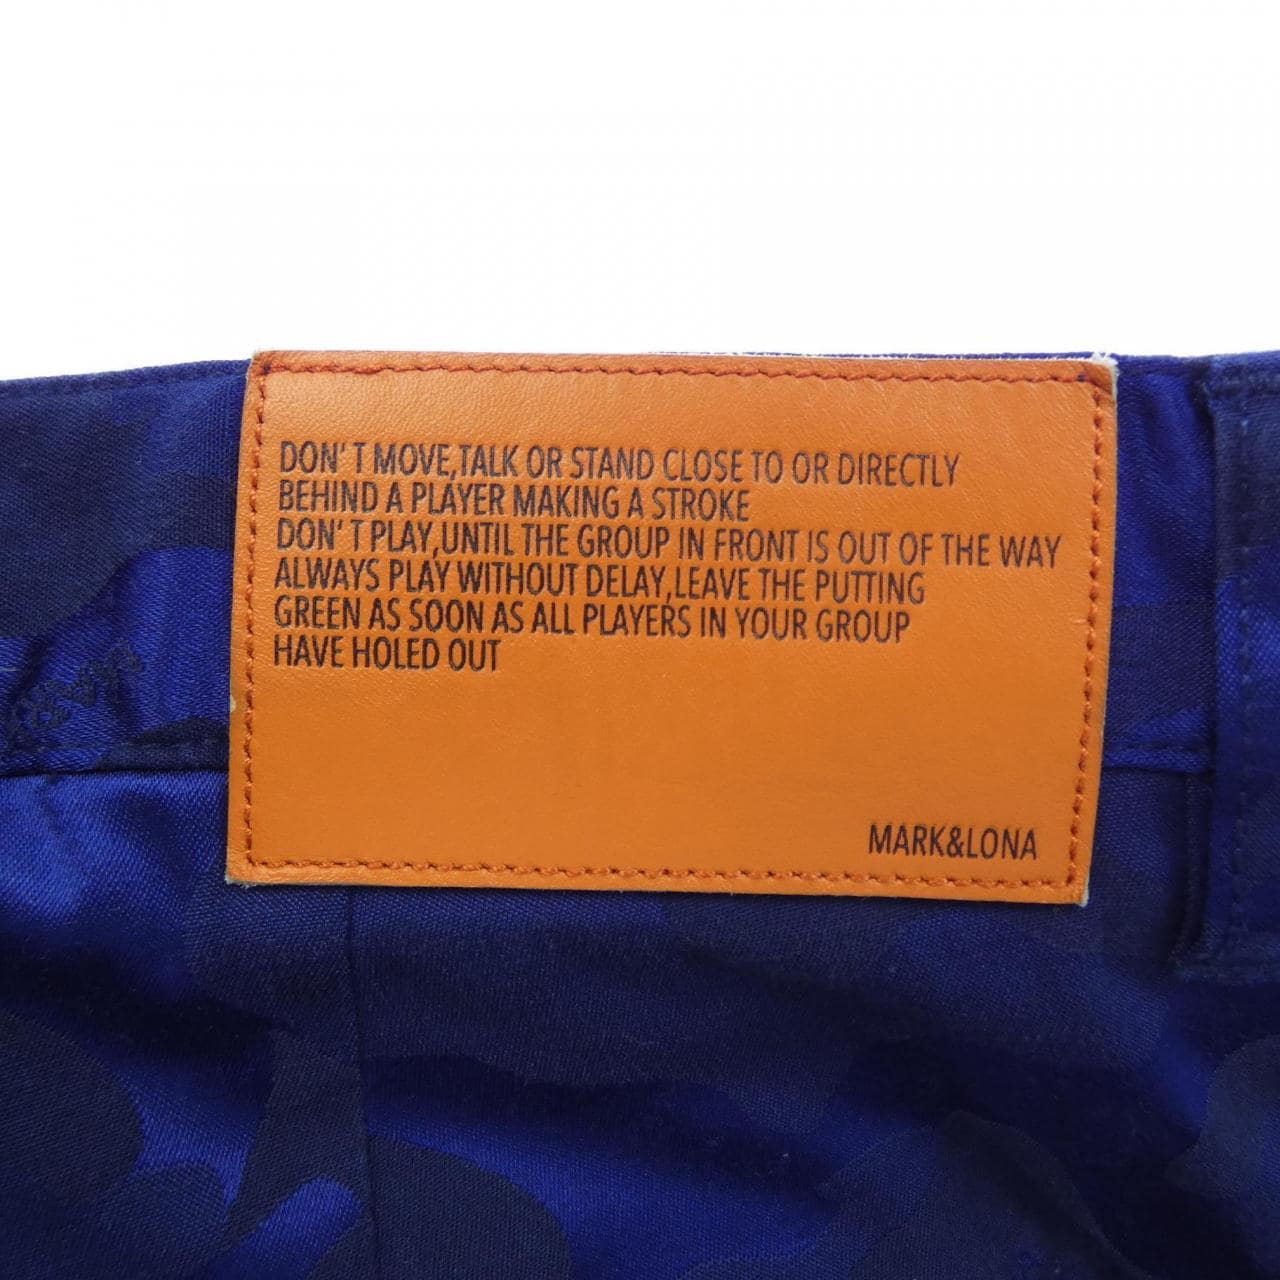 DON'T MOVE,TALK OR STAND CLOSE TO OR DIRECTLY
BEHIND A PLAYER MAKING A STROKE
DON'T PLAY,UNTIL THE GROUP IN FRONT IS OUT OF THE WAY
ALWAYS PLAY WITHOUT DELAY,LEAVE THE PUTTING
GREEN AS SOON AS ALL PLAYERS IN YOUR GROUP
HAVE HOLED OUT
MARK&LONA